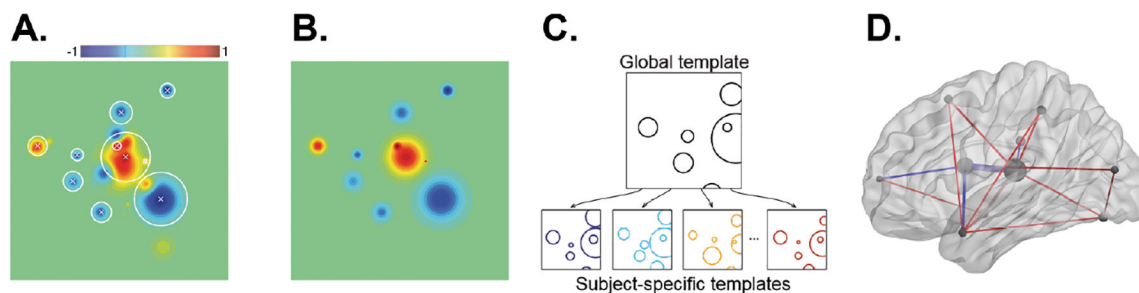 A.
B.
C.
D.
-1 1
Global template
...
Subject-specific templates